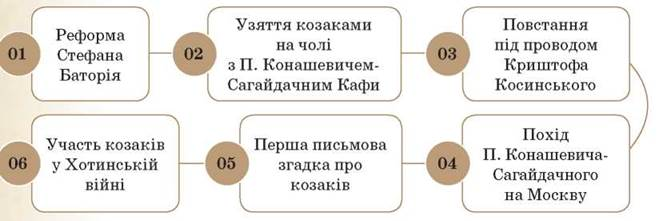 01
Реформа
Стефана
Баторія
02
Узяття козаками
на чолі
з П. Конашевичем-
Сагайдачним Кафи
03
Повстання
під проводом
Криштофа
Косинського
04
Похід
П. Конашевича-
Сагайдачного
на Москву
05
Перша письмова
згадка про
козаків
06
Участь козаків
у Хотинській
війні